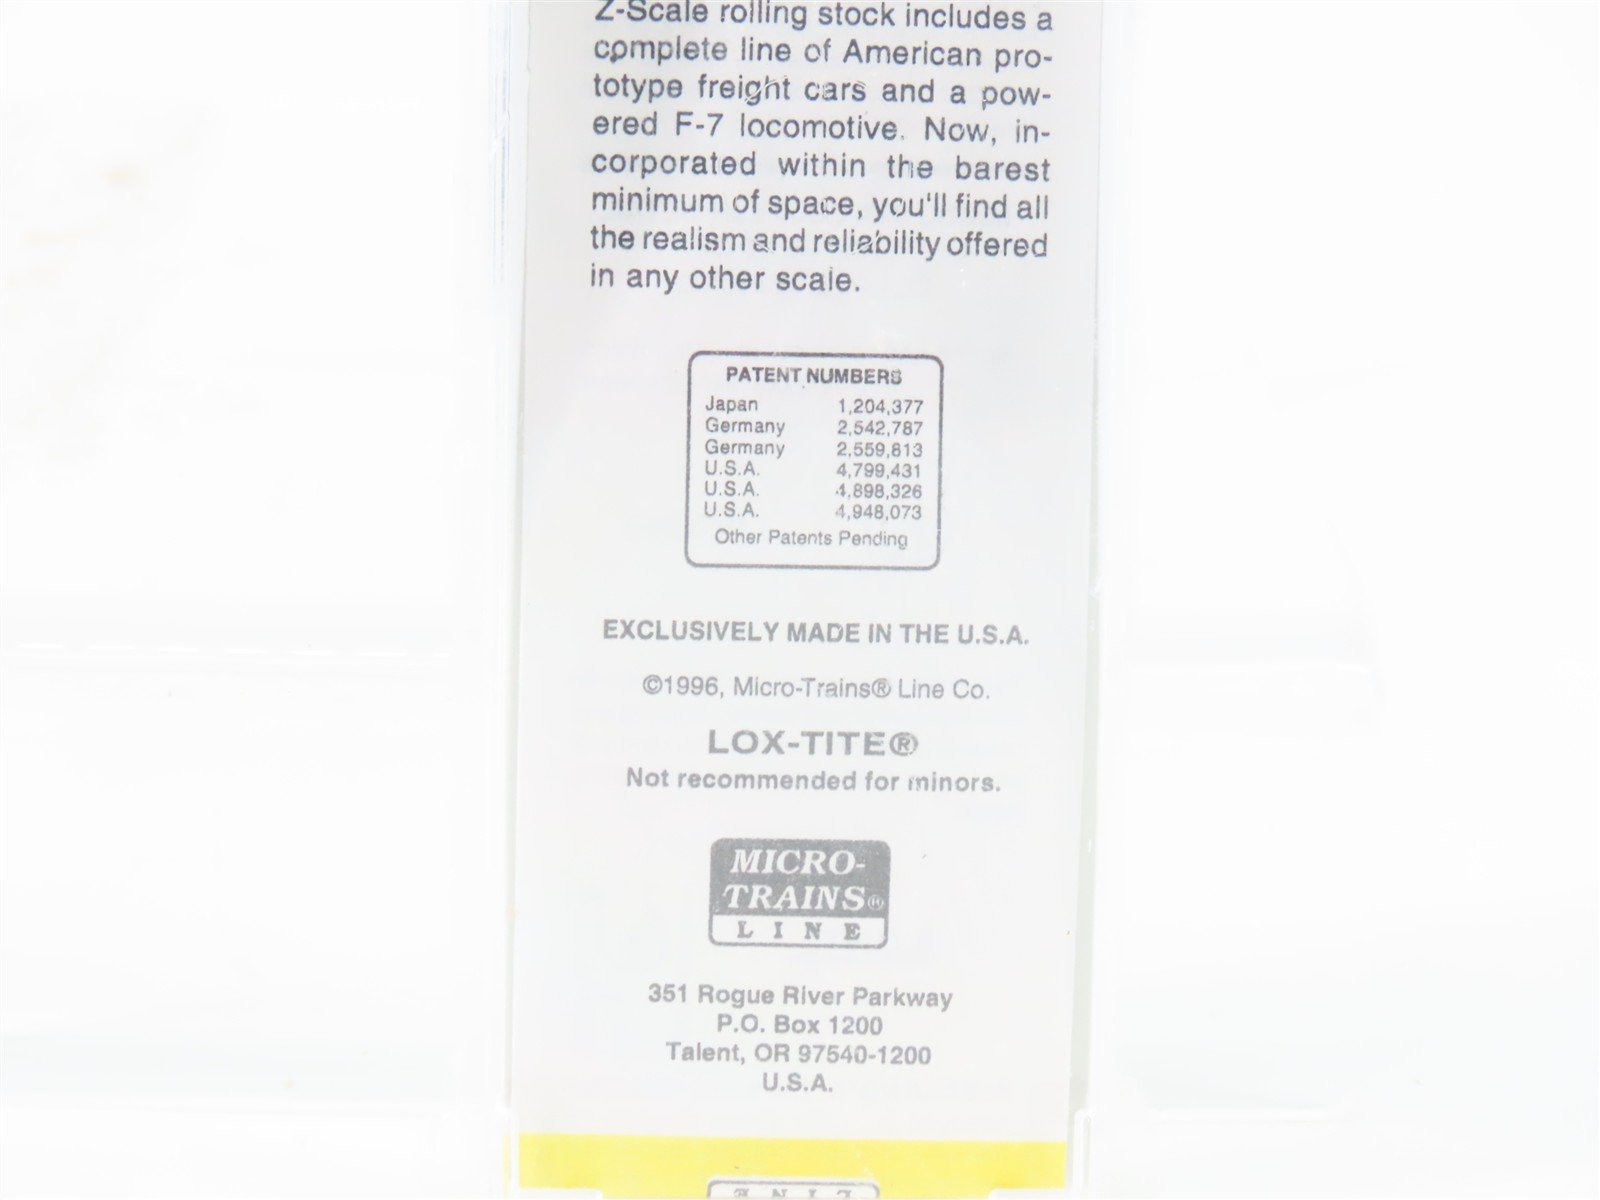 Z-Scale rolling stock includes a
complete line of American pro-
totype freight cars and a pow-
ered F-7 locomotive. Now, in-
corporated within the barest
minimum of space, you'll find all
the realism and reliability offered
in any other scale.
PATENT NUMBERS
Japan 1,204,377
Germany 2,542,787
Germany 2,559,813
U.S.A. 4,799,431
U.S.A. 4,898,326
U.S.A. 4,948,073
Other Patents Pending
EXCLUSIVELY MADE IN THE U.S.A.
©1996, Micro-Trains® Line Co.
LOX-TITE®
Not recommended for minors.
MICRO-
TRAINS®
LINE
351 Rogue River Parkway
P.O. Box 1200
Talent, OR 97540-1200
U.S.A.
LINE